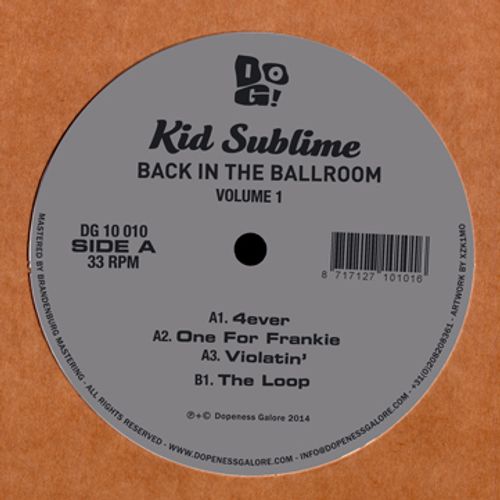 DOG!
Kid Sublime
BACK IN THE BALLROOM
VOLUME 1
DG 10 010
SIDE A
33 RPM
8 717127 101016
A1. 4ever
A2. One For Frankie
A3. Violatin'
B1. The Loop
℗+© Dopeness Galore 2014
MASTERED BY BRANDENBURG MASTERING. - ALL RIGHTS RESERVED - WWW.DOPENESSGALORE.COM - INFO@DOPENESSGALORE.COM - +31(0)208208361 - ARTWORK BY XZK1MO